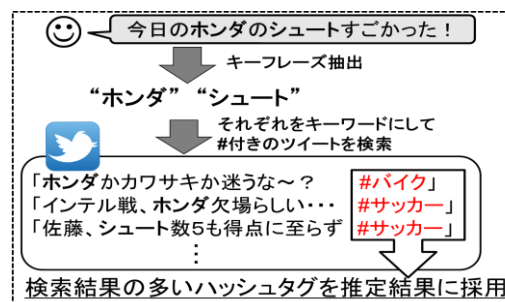 今日のホンダのシュートすごかった！
キーフレーズ抽出
“ホンダ” “シュート”
それぞれをキーワードにして
#付きのツイートを検索
「ホンダかカワサキか迷うな～？ #バイク」
「インテル戦、ホンダ欠場らしい･･･ #サッカー」
「佐藤、シュート数5も得点に至らず #サッカー」
⋮
検索結果の多いハッシュタグを推定結果に採用